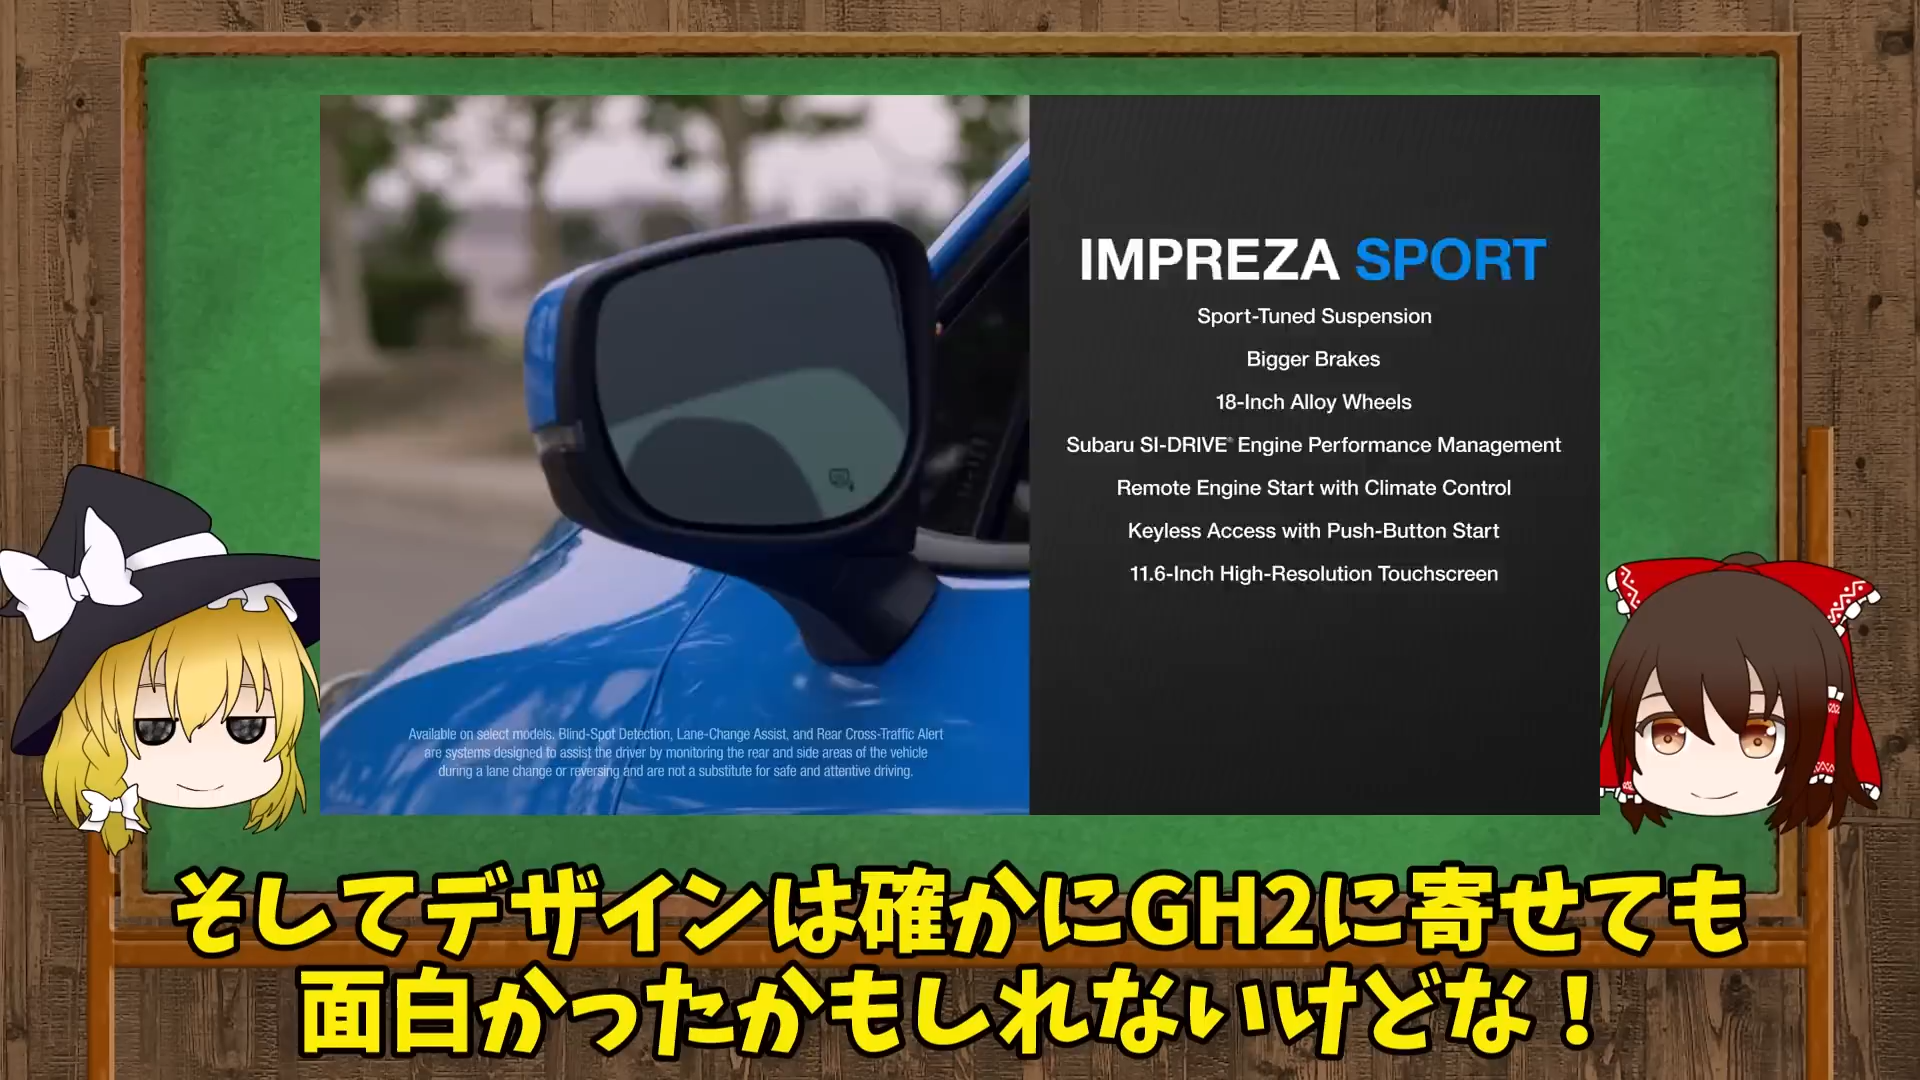 IMPREZA SPORT
Sport-Tuned Suspension
Bigger Brakes
18-Inch Alloy Wheels
Subaru SI-DRIVE® Engine Performance Management
Remote Engine Start with Climate Control
Keyless Access with Push-Button Start
11.6-Inch High-Resolution Touchscreen
Available on select models. Blind-Spot Detection, Lane-Change Assist, and Rear Cross-Traffic Alert
are systems designed to assist the driver by monitoring the rear and side areas of the vehicle
during a lane change or reversing and are not a substitute for safe and attentive driving.
そしてデザインは確かにGH2に寄せても
面白かったかもしれないけどな！